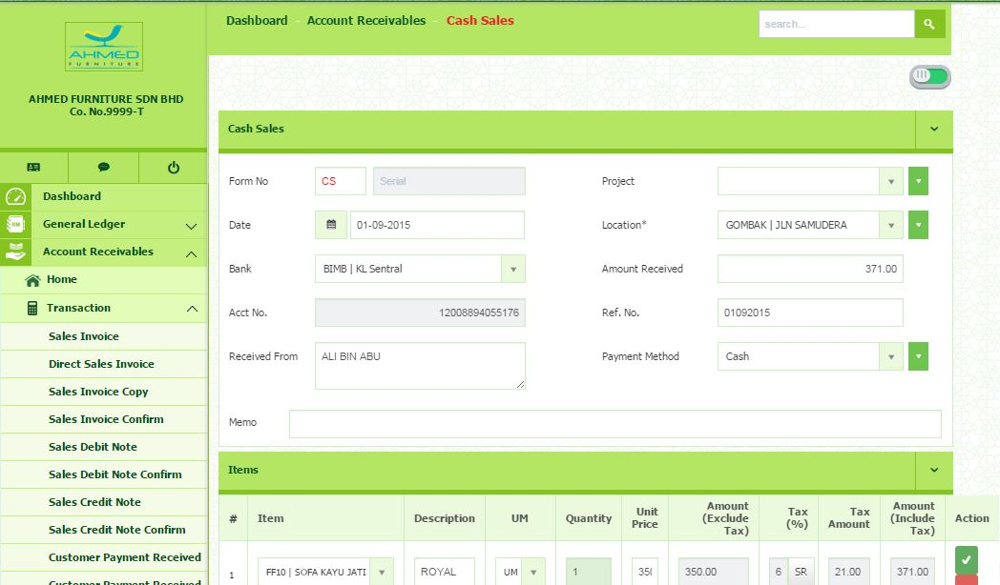 Dashboard - Account Receivables - Cash Sales
search...
AHMED
FURNITURE
AHMED FURNITURE SDN BHD
Co. No.9999-T
Dashboard
General Ledger
Account Receivables
Home
Transaction
Sales Invoice
Direct Sales Invoice
Sales Invoice Copy
Sales Invoice Confirm
Sales Debit Note
Sales Debit Note Confirm
Sales Credit Note
Sales Credit Note Confirm
Customer Payment Received
Customer Payment Received
Cash Sales
Form No CS Serial Project
Date 01-09-2015 Location* GOMBAK | JLN SAMUDERA
Bank BIMB | KL Sentral Amount Received 371.00
Acct No. 12008894055176 Ref. No. 01092015
Received From ALI BIN ABU Payment Method Cash
Memo
Items
# Item Description UM Quantity Unit Price Amount (Exclude Tax) Tax (%) Tax Amount Amount (Include Tax) Action
1 FF10 | SOFA KAYU JATI ROYAL UM 1 350.00 6 SR 21.00 371.00